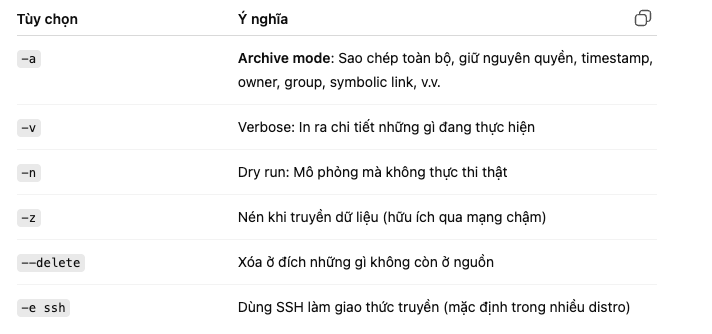 Tùy chọn Ý nghĩa
-a Archive mode: Sao chép toàn bộ, giữ nguyên quyền, timestamp,
owner, group, symbolic link, v.v.
-v Verbose: In ra chi tiết những gì đang thực hiện
-n Dry run: Mô phỏng mà không thực thi thật
-z Nén khi truyền dữ liệu (hữu ích qua mạng chậm)
--delete Xóa ở đích những gì không còn ở nguồn
-e ssh Dùng SSH làm giao thức truyền (mặc định trong nhiều distro)